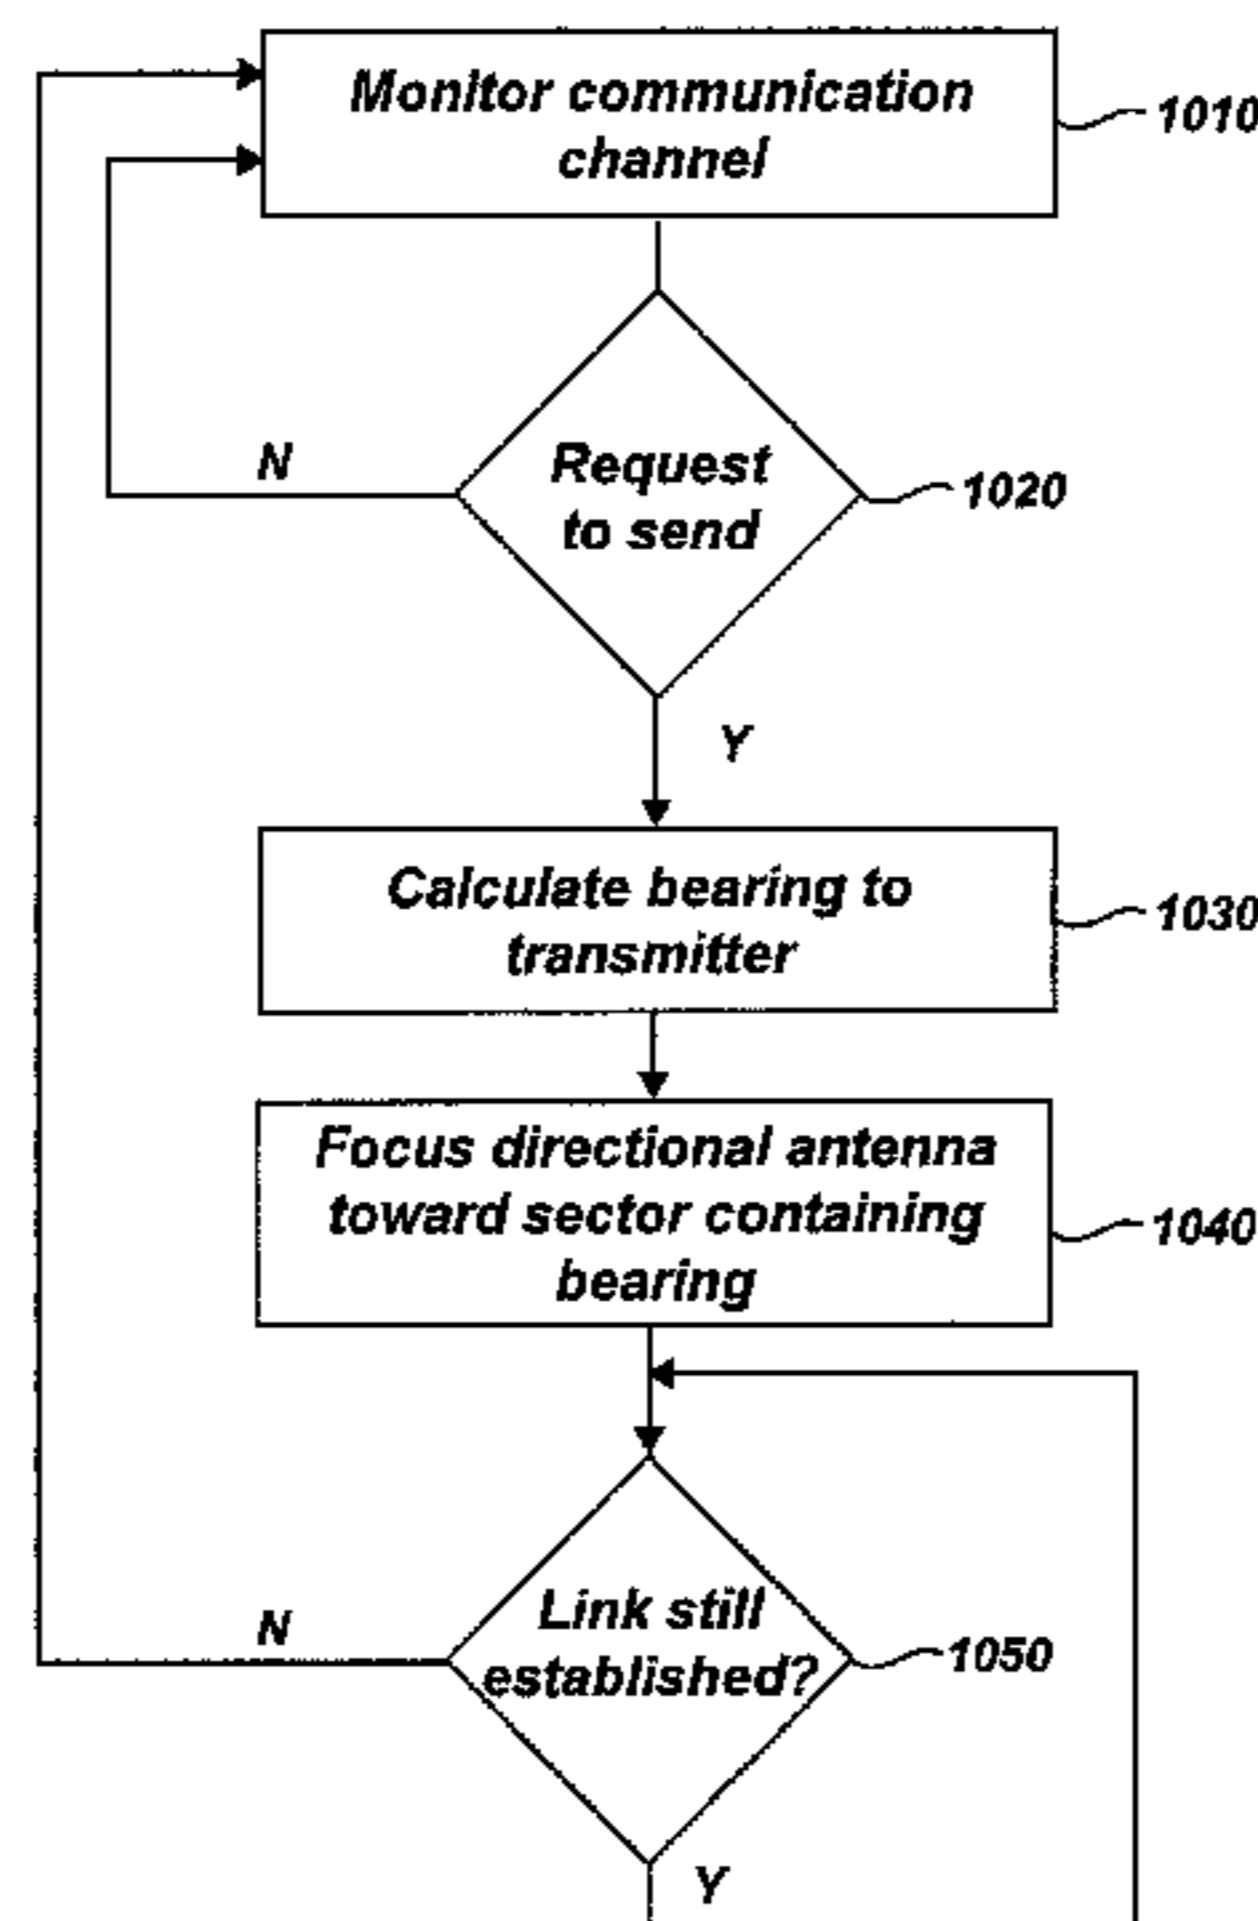 Monitor communication
channel
1010
N
Request
to send
1020
Y
Calculate bearing to
transmitter
1030
Focus directional antenna
toward sector containing
bearing
1040
N
Link still
established?
1050
Y